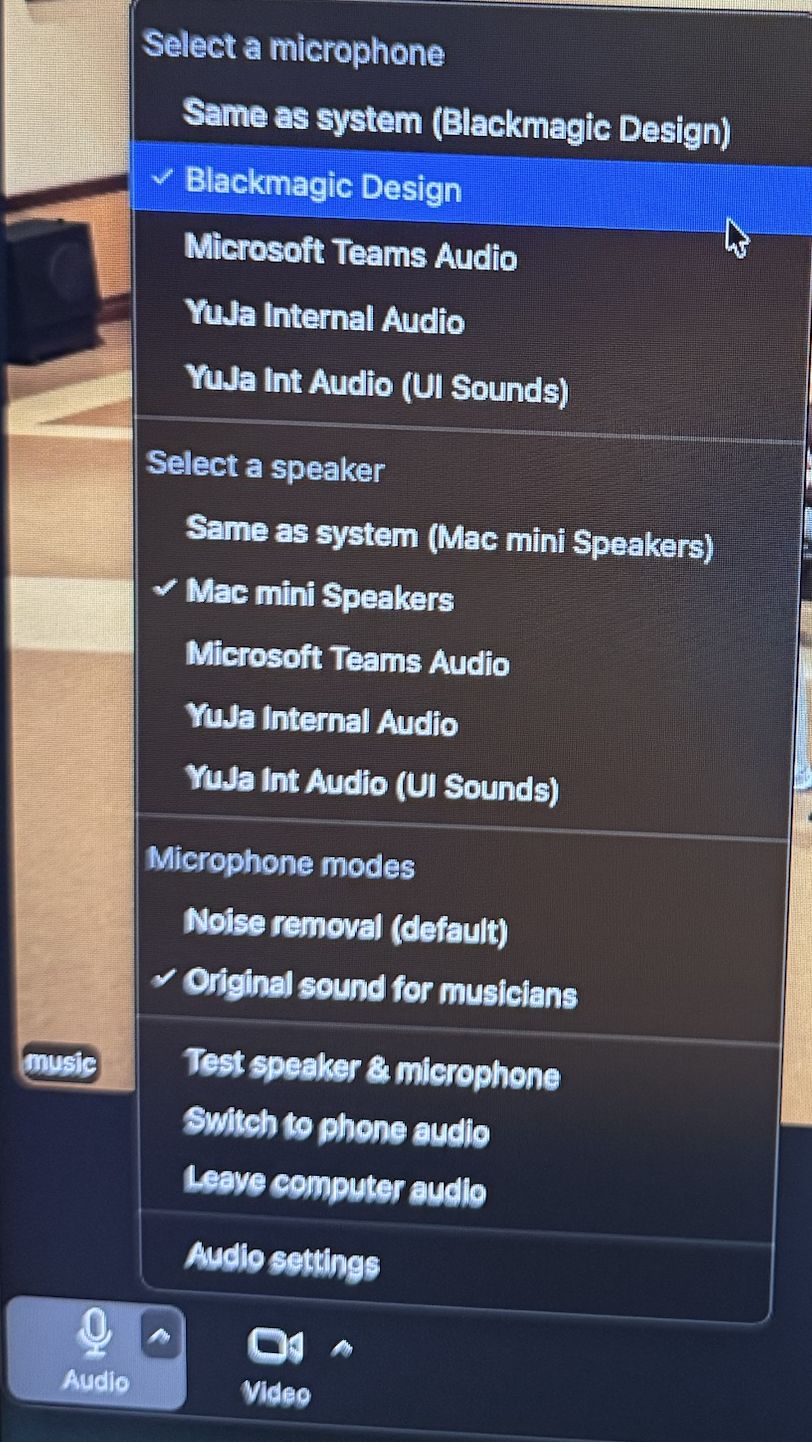 Select a microphone
Same as system (Blackmagic Design)
✓ Blackmagic Design
Microsoft Teams Audio
YuJa Internal Audio
YuJa Int Audio (UI Sounds)
Select a speaker
Same as system (Mac mini Speakers)
✓ Mac mini Speakers
Microsoft Teams Audio
YuJa Internal Audio
YuJa Int Audio (UI Sounds)
Microphone modes
Noise removal (default)
✓ Original sound for musicians
music
Test speaker & microphone
Switch to phone audio
Leave computer audio
Audio settings
Audio
Video